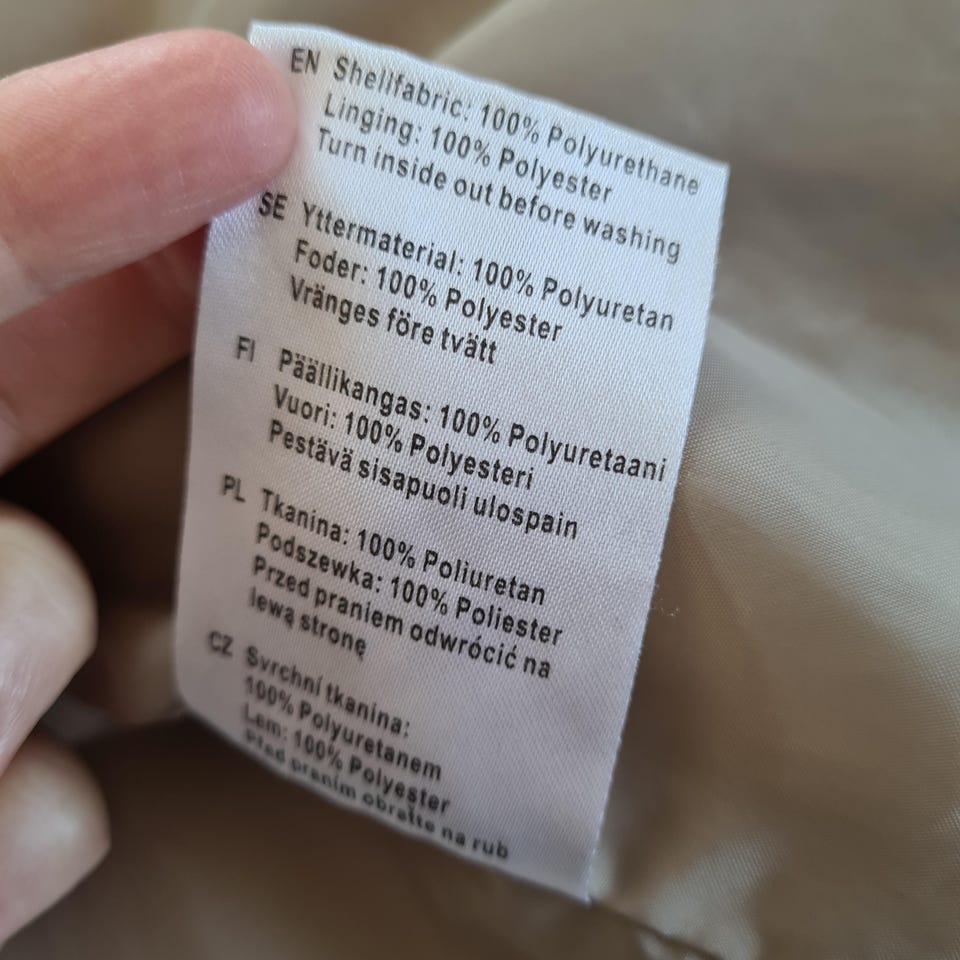 EN Shellfabric: 100% Polyurethane
Linging: 100% Polyester
Turn inside out before washing
SE Yttermaterial: 100% Polyuretan
Foder: 100% Polyester
Vränges före tvätt
FI Päällikangas: 100% Polyuretaani
Vuori: 100% Polyesteri
Pestävä sisapuoli ulospain
PL Tkanina: 100% Poliuretan
Podszewka: 100% Poliester
Przed praniem odwrócić na
lewą stronę
CZ Svrchní tkanina:
100% Polyuretanem
Lem: 100% Polyester
Před praním obraťte na rub